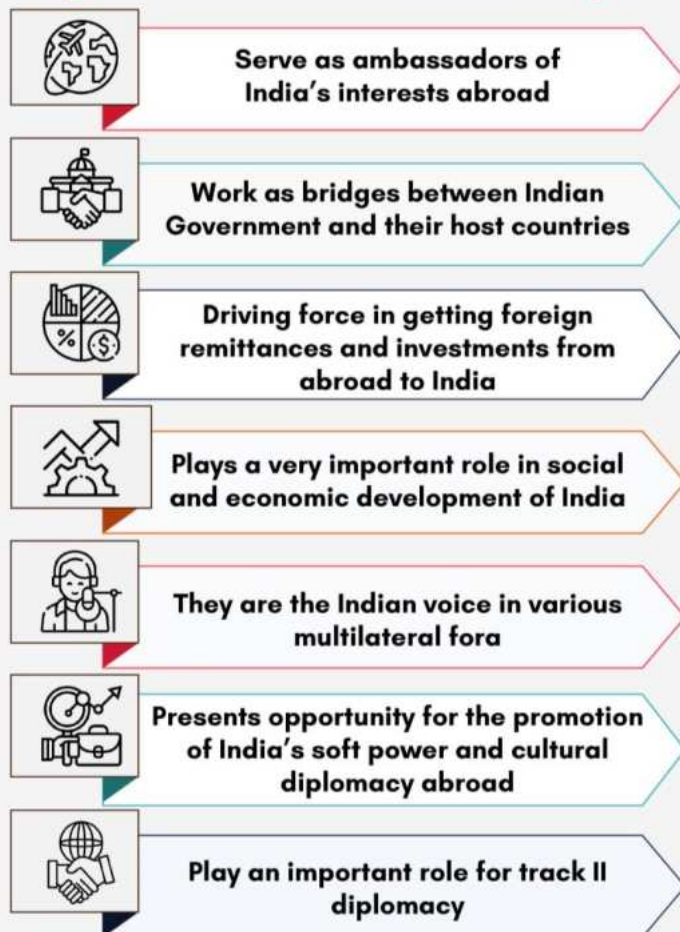 Serve as ambassadors of
India's interests abroad
Work as bridges between Indian
Government and their host countries
Driving force in getting foreign
remittances and investments from
abroad to India
Plays a very important role in social
and economic development of India
They are the Indian voice in various
multilateral fora
Presents opportunity for the promotion
of India's soft power and cultural
diplomacy abroad
Play an important role for track II
diplomacy